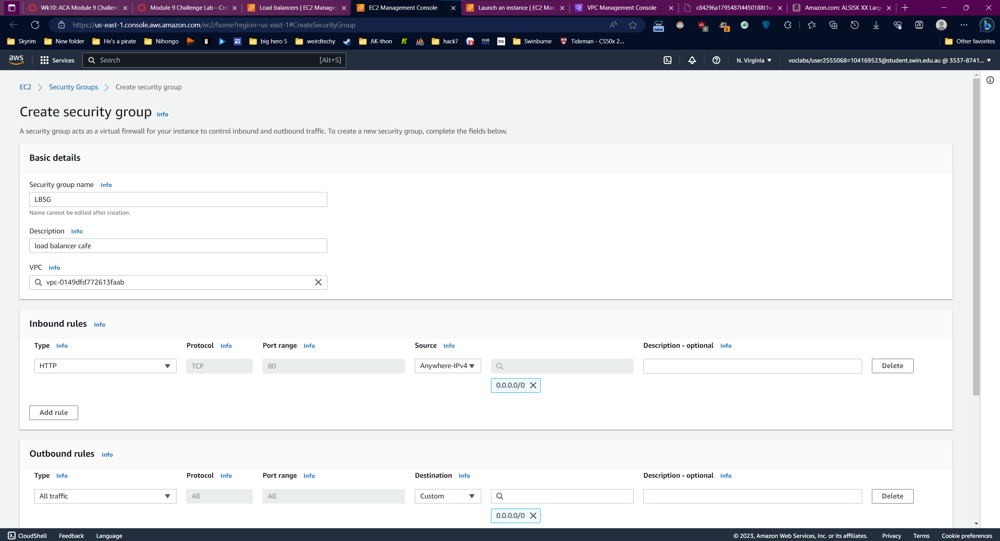 Wk10: ACA Module 9 Challeng
Module 9 Challenge Lab - Cre
Load balancers | EC2 Manager
EC2 Management Console
Launch an instance | EC2 Man
VPC Management Console
c84296a1795487l4450188t1w
Amazon.com: ALSISK XX Larg
https://us-east-1.console.aws.amazon.com/ec2/home?region=us-east-1#CreateSecurityGroup
new
1
2
Skyrim
New folder
He's a pirate
Nihongo
big hero 5
weirdtechy
AK-thon
hack?
DS
Swinburne
Tideman - CS50x 2...
Other favorites
aws
Services
Search
[Alt+S]
N. Virginia
voclabs/user2555068=104169523@student.swin.edu.au @ 3537-8741...
EC2
Security Groups
Create security group
Create security group Info
A security group acts as a virtual firewall for your instance to control inbound and outbound traffic. To create a new security group, complete the fields below.
Basic details
Security group name Info
LBSG
Name cannot be edited after creation.
Description Info
load balancer cafe
VPC Info
vpc-0149dfd772613faab
Inbound rules Info
Type Info Protocol Info Port range Info Source Info Description - optional Info
HTTP TCP 80 Anywhere-IPv4 Delete
0.0.0.0/0
Add rule
Outbound rules Info
Type Info Protocol Info Port range Info Destination Info Description - optional Info
All traffic All All Custom Delete
0.0.0.0/0
CloudShell Feedback Language © 2023, Amazon Web Services, Inc. or its affiliates. Privacy Terms Cookie preferences